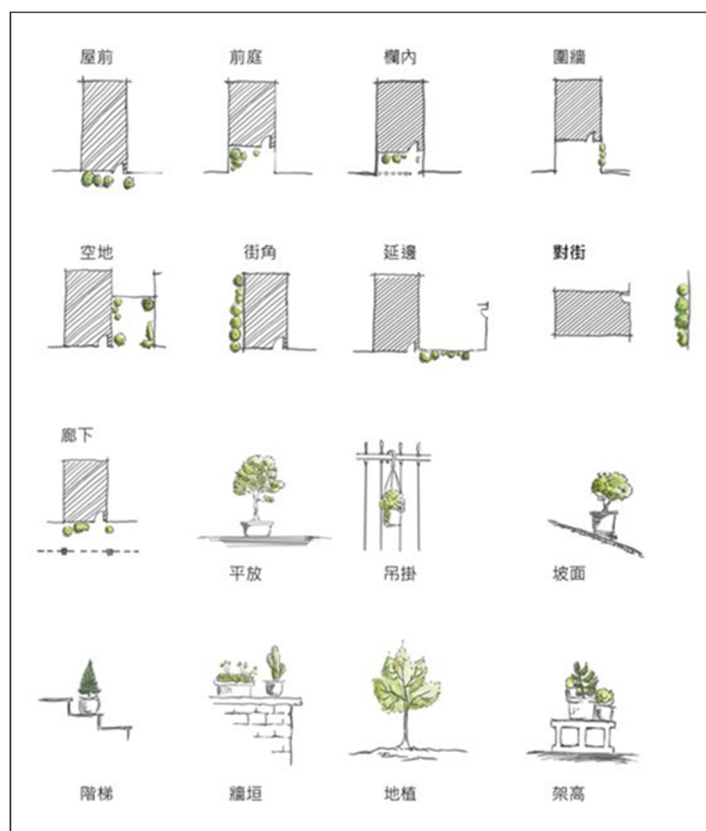 屋前 前庭 欄內 圍牆
空地 街角 延邊 對街
廊下
平放 吊掛 坡面
階梯 牆垣 地植 架高